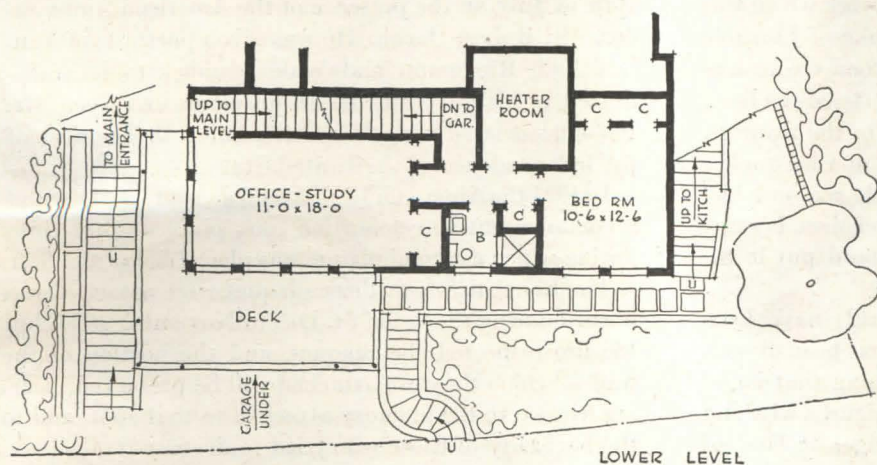 TO MAIN
ENTRANCE
UP TO
MAIN
LEVEL
DN TO
GAR.
HEATER
ROOM
C
C
OFFICE-STUDY
11-0 x 18-0
C
B
C
BED RM
10-6 x 12-6
UP TO
KITCH
U
U
DECK
U
GARAGE
UNDER
U
LOWER LEVEL